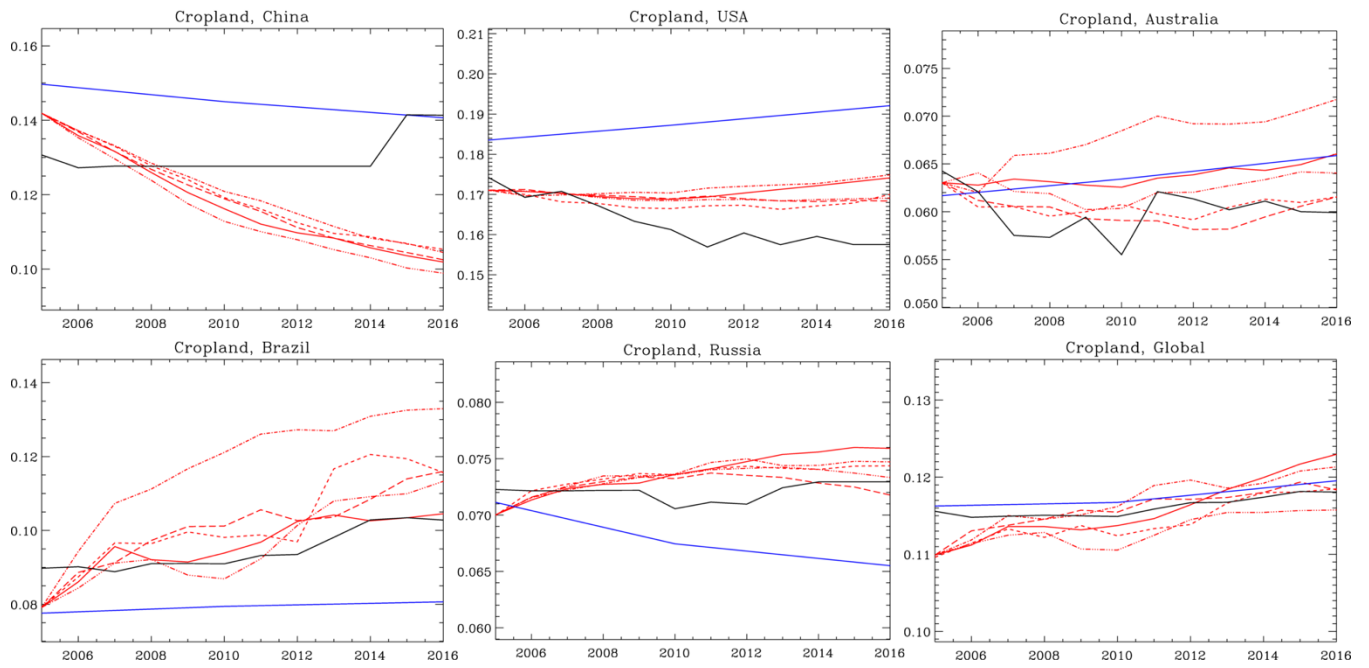 Cropland, China
0.16
0.14
0.12
0.10
2006 2008 2010 2012 2014 2016
Cropland, USA
0.21
0.20
0.19
0.18
0.17
0.16
0.15
2006 2008 2010 2012 2014 2016
Cropland, Australia
0.075
0.070
0.065
0.060
0.055
0.050
2006 2008 2010 2012 2014 2016
Cropland, Brazil
0.14
0.12
0.10
0.08
2006 2008 2010 2012 2014 2016
Cropland, Russia
0.080
0.075
0.070
0.065
0.060
2006 2008 2010 2012 2014 2016
Cropland, Global
0.13
0.12
0.11
0.10
2006 2008 2010 2012 2014 2016